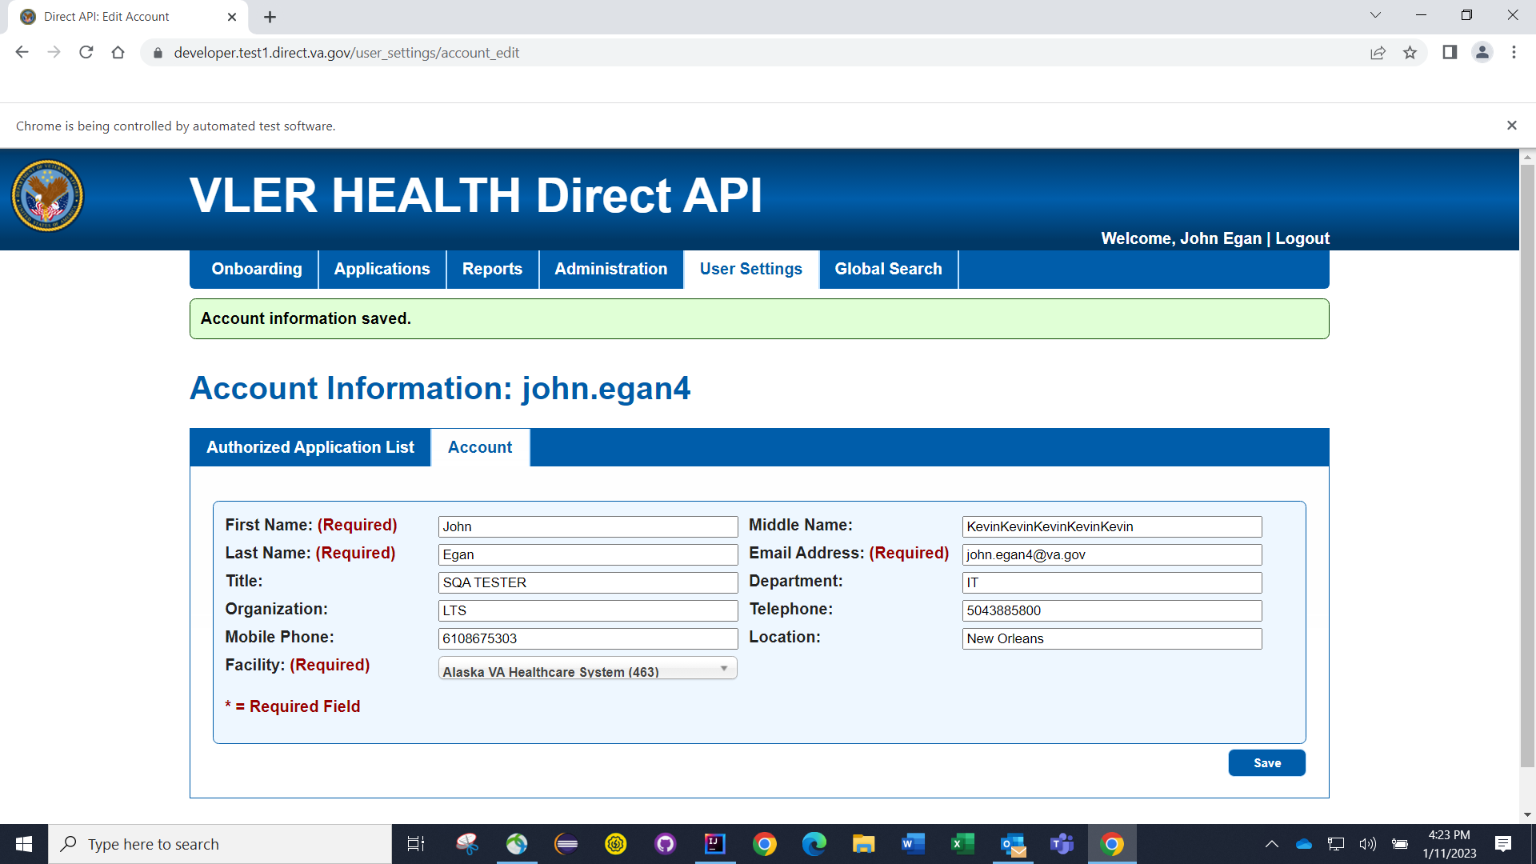 Direct API: Edit Account
developer.test1.direct.va.gov/user_settings/account_edit
Chrome is being controlled by automated test software.
VLER HEALTH Direct API
Welcome, John Egan | Logout
Onboarding Applications Reports Administration User Settings Global Search
Account information saved.
Account Information: john.egan4
Authorized Application List Account
First Name: (Required) John Middle Name: KevinKevinKevinKevinKevin
Last Name: (Required) Egan Email Address: (Required) john.egan4@va.gov
Title: SQA TESTER Department: IT
Organization: LTS Telephone: 5043885800
Mobile Phone: 6108675303 Location: New Orleans
Facility: (Required) Alaska VA Healthcare System (463)
* = Required Field
Save
Type here to search
4:23 PM
1/11/2023